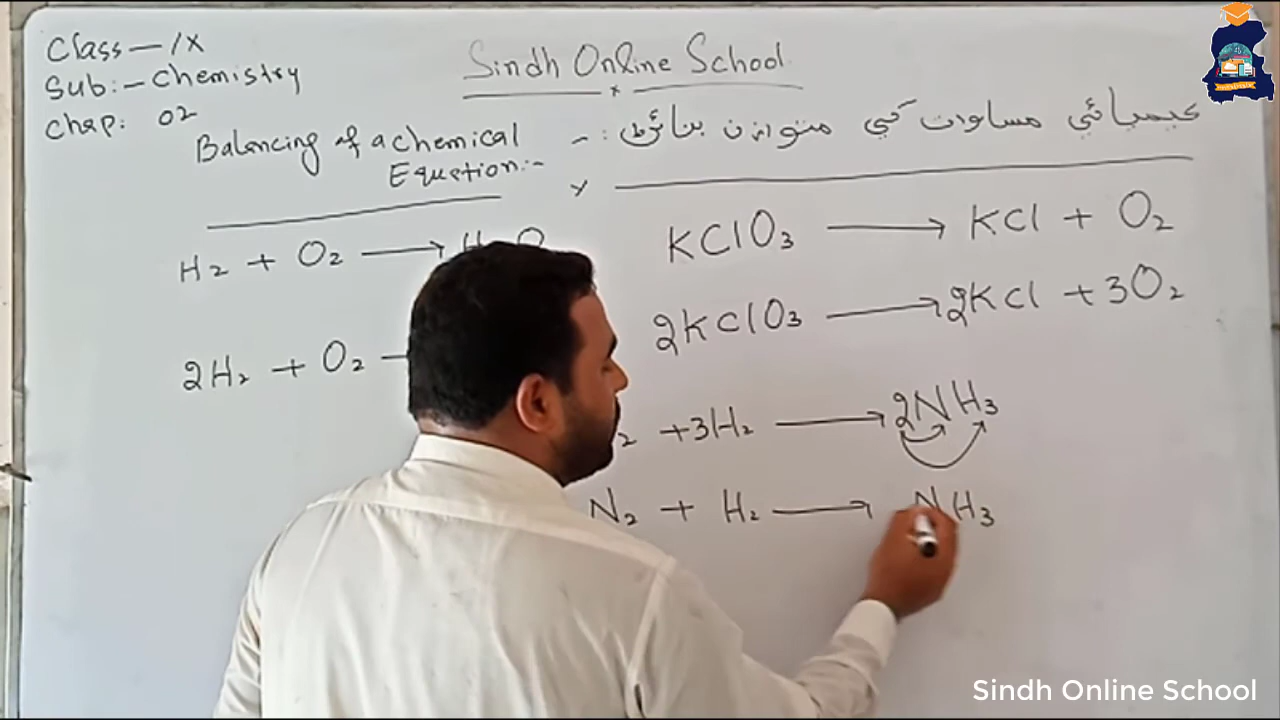 Class — IX
Sub:- Chemistry
Chap: 02
Sindh Online School
Balancing of a chemical
Equation:-
ڪيميائي مساوات کي متوازن بنائڻ :-
H₂ + O₂ ⟶
2H₂ + O₂
KClO₃ ⟶ KCl + O₂
2KClO₃ ⟶ 2KCl + 3O₂
+3H₂ ⟶ 2NH₃
N₂ + H₂ ⟶ NH₃
Sindh Online School